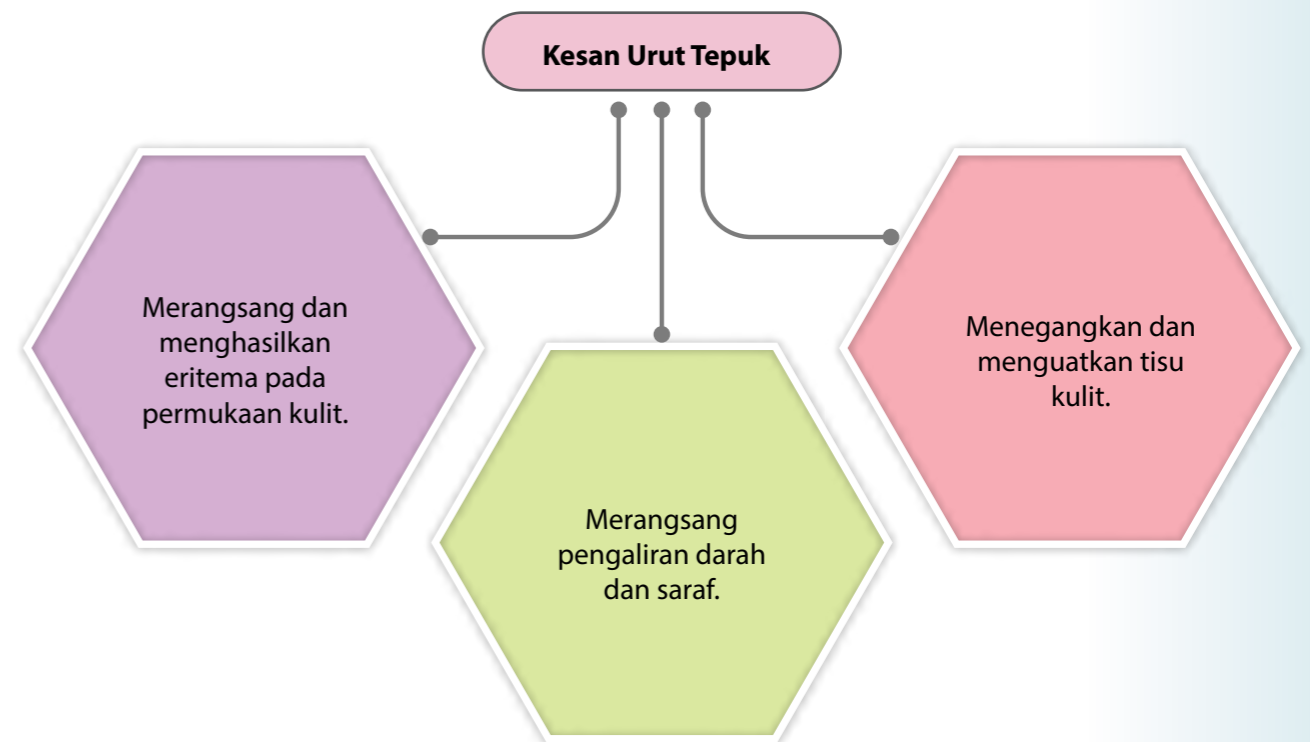 Kesan Urut Tepuk
Merangsang dan
menghasilkan
eritema pada
permukaan kulit.
Merangsang
pengaliran darah
dan saraf.
Menegangkan dan
menguatkan tisu
kulit.